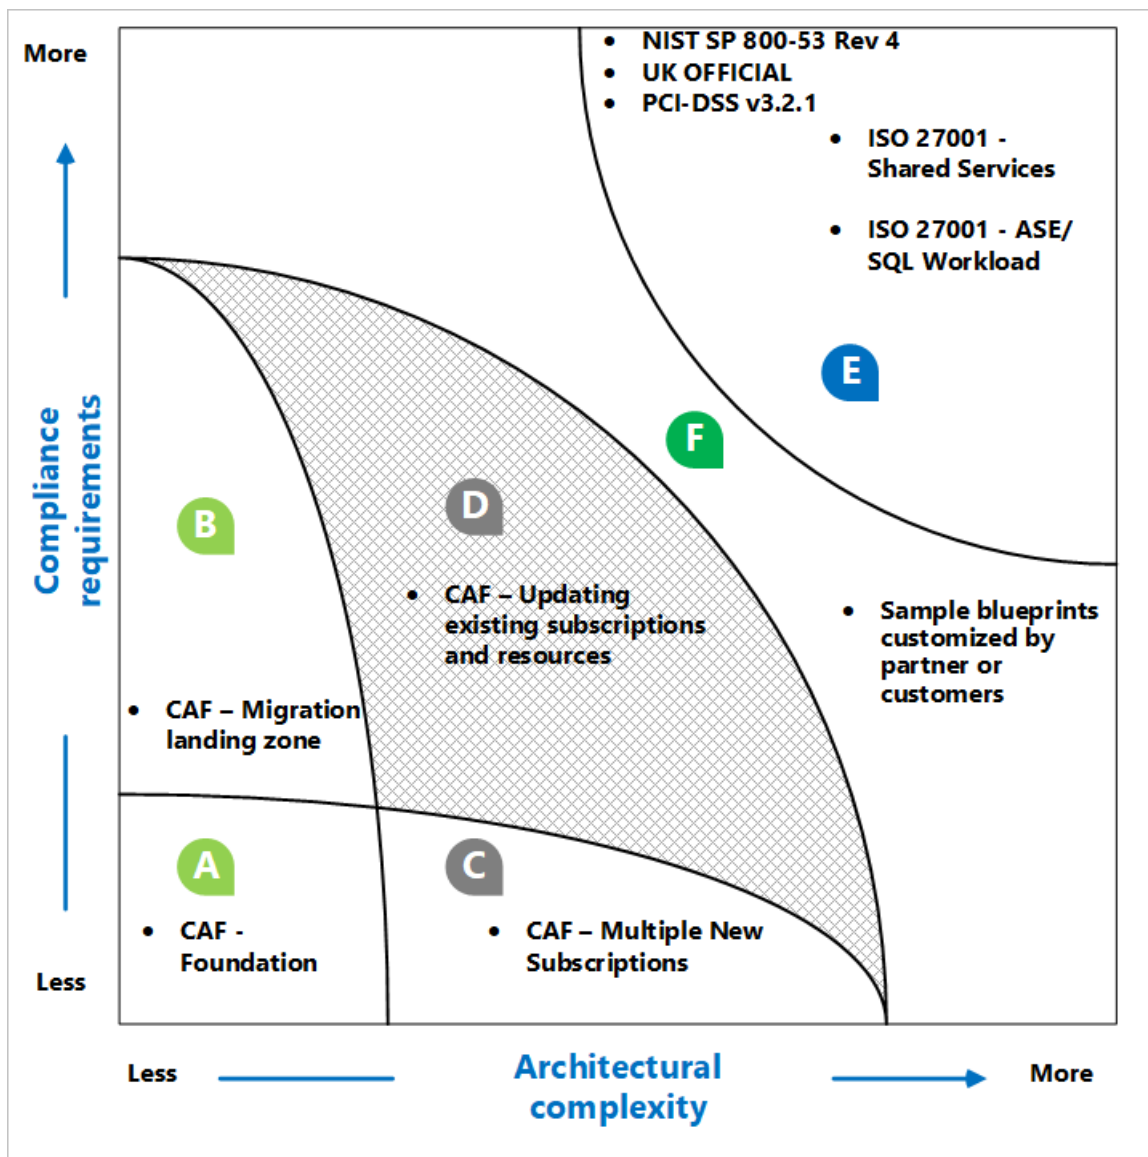 More
• NIST SP 800-53 Rev 4
• UK OFFICIAL
• PCI-DSS v3.2.1
• ISO 27001 -
Shared Services
• ISO 27001 - ASE/
SQL Workload
E
F
D
B
Compliance
requirements
• CAF – Updating
existing subscriptions
and resources
• Sample blueprints
customized by
partner or
customers
• CAF – Migration
landing zone
A
C
• CAF -
Foundation
• CAF – Multiple New
Subscriptions
Less
Less
Architectural
complexity
More